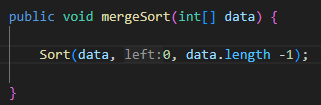 public void mergeSort(int[] data) {
Sort(data, left:0, data.length -1);
}